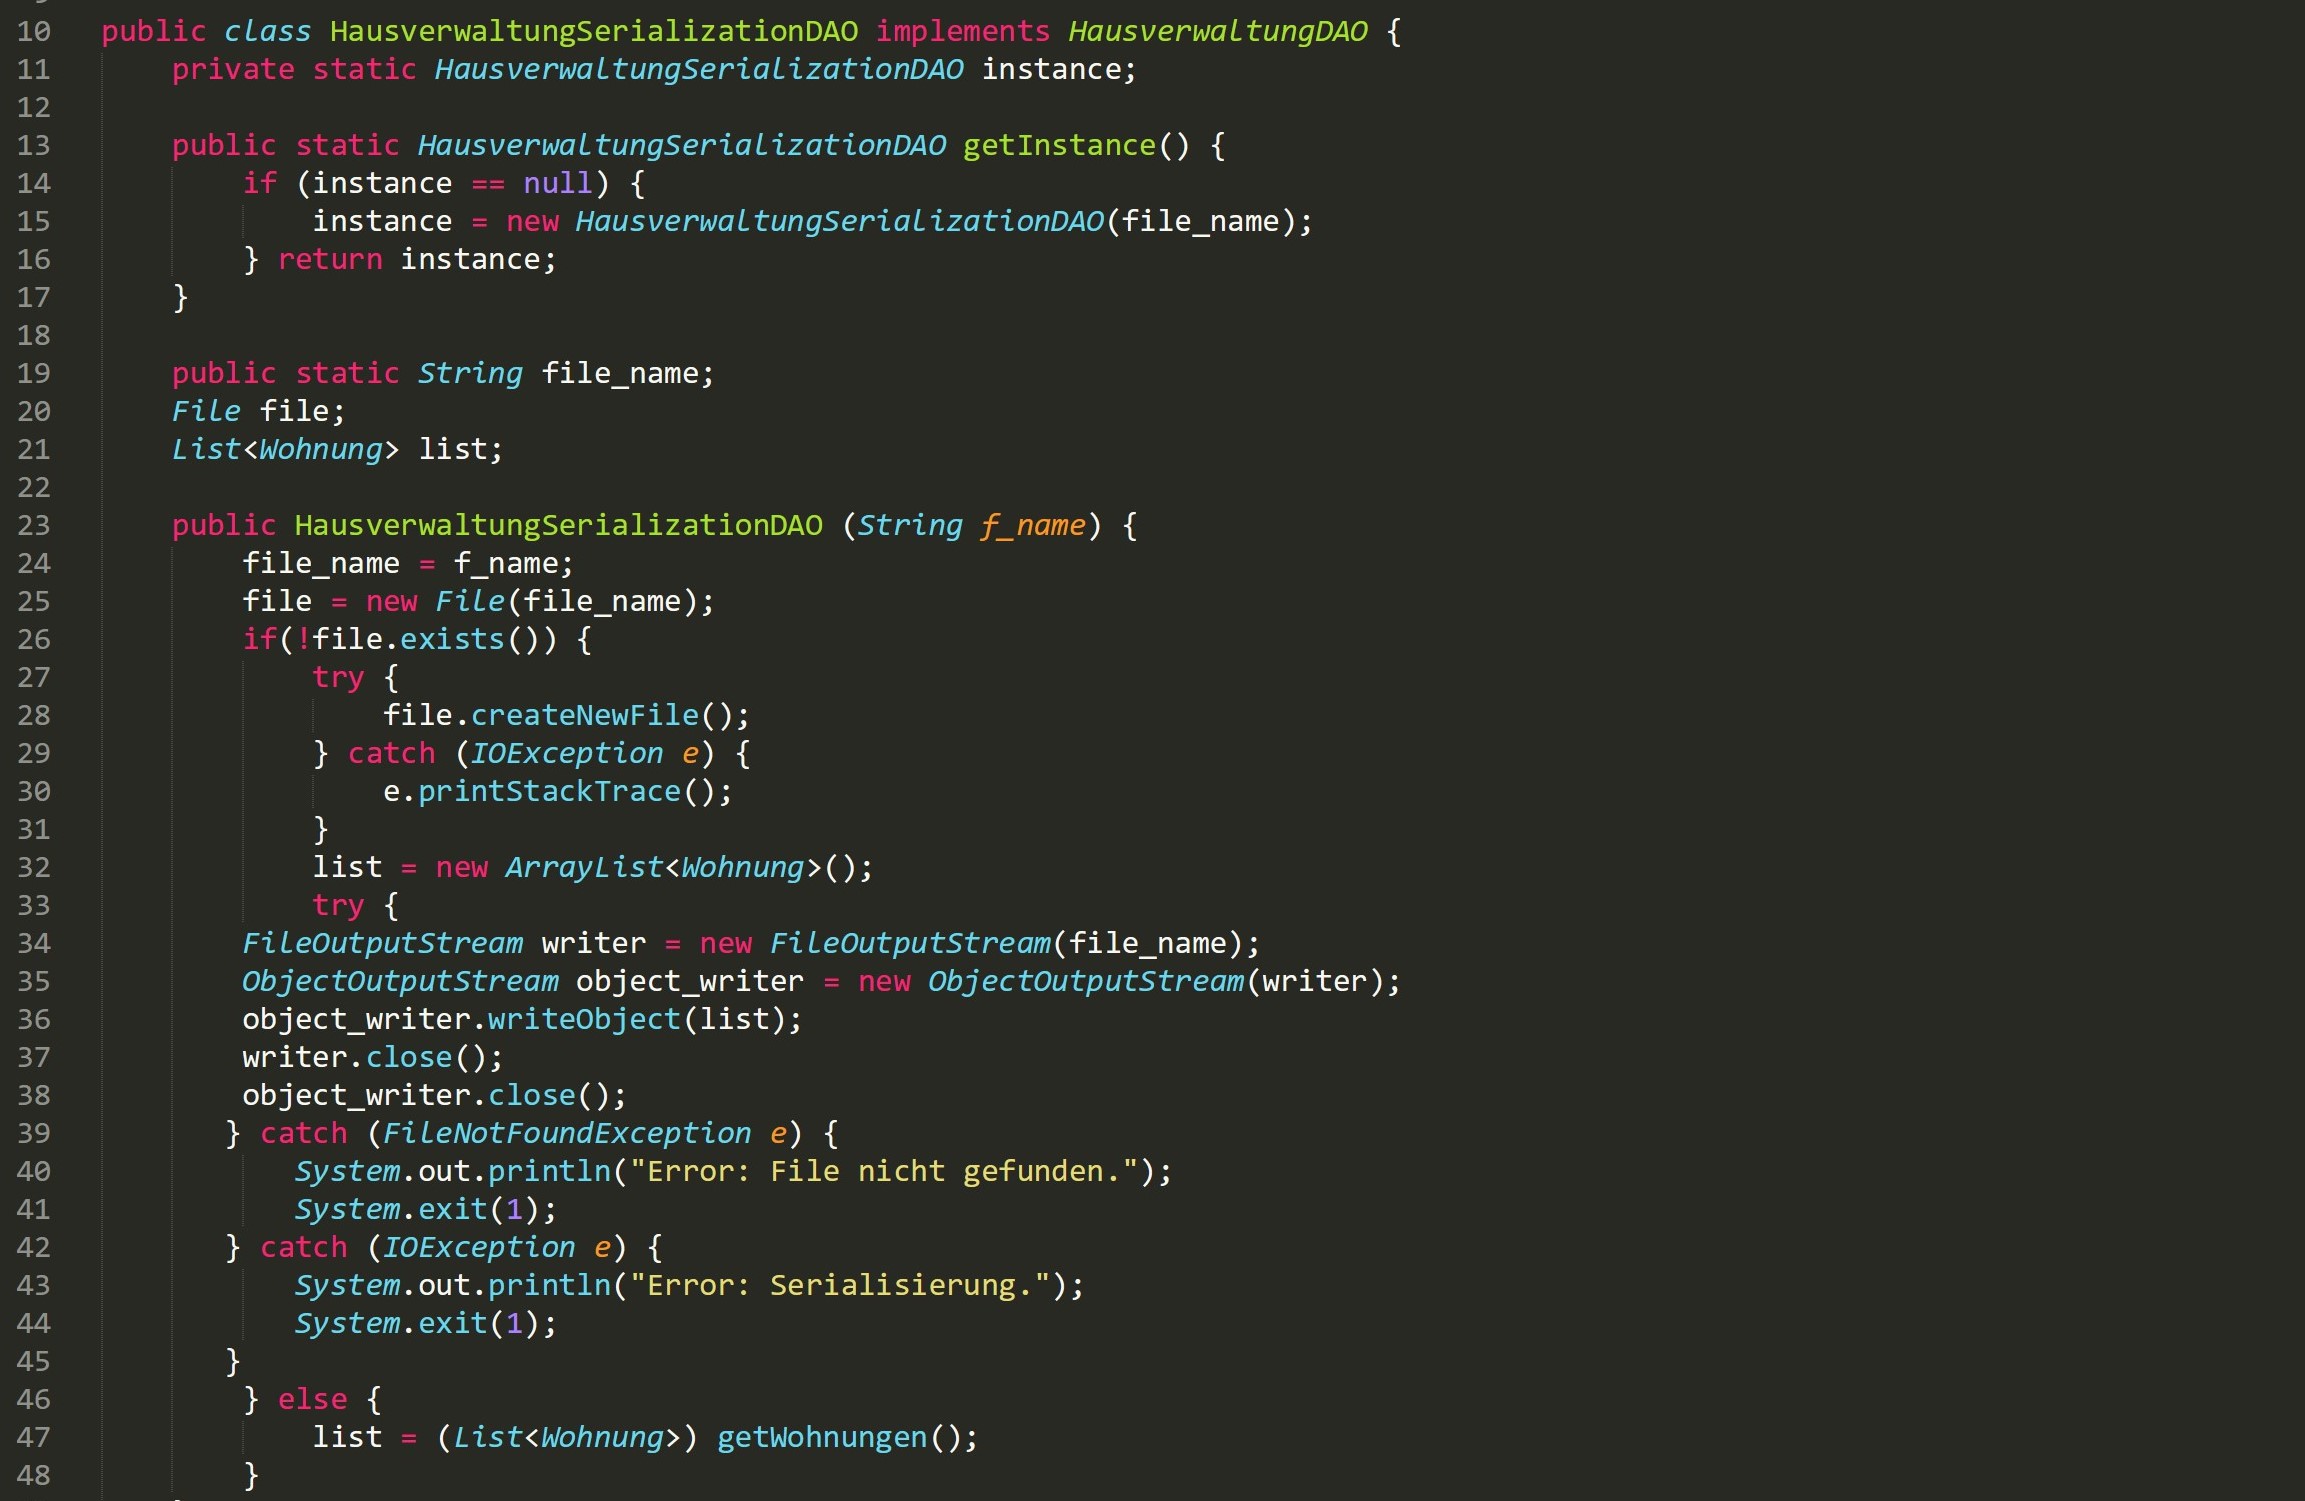 10 public class HausverwaltungSerializationDAO implements HausverwaltungDAO {
11 private static HausverwaltungSerializationDAO instance;
12
13 public static HausverwaltungSerializationDAO getInstance() {
14 if (instance == null) {
15 instance = new HausverwaltungSerializationDAO(file_name);
16 } return instance;
17 }
18
19 public static String file_name;
20 File file;
21 List<Wohnung> list;
22
23 public HausverwaltungSerializationDAO (String f_name) {
24 file_name = f_name;
25 file = new File(file_name);
26 if(!file.exists()) {
27 try {
28 file.createNewFile();
29 } catch (IOException e) {
30 e.printStackTrace();
31 }
32 list = new ArrayList<Wohnung>();
33 try {
34 FileOutputStream writer = new FileOutputStream(file_name);
35 ObjectOutputStream object_writer = new ObjectOutputStream(writer);
36 object_writer.writeObject(list);
37 writer.close();
38 object_writer.close();
39 } catch (FileNotFoundException e) {
40 System.out.println("Error: File nicht gefunden.");
41 System.exit(1);
42 } catch (IOException e) {
43 System.out.println("Error: Serialisierung.");
44 System.exit(1);
45 }
46 } else {
47 list = (List<Wohnung>) getWohnungen();
48 }